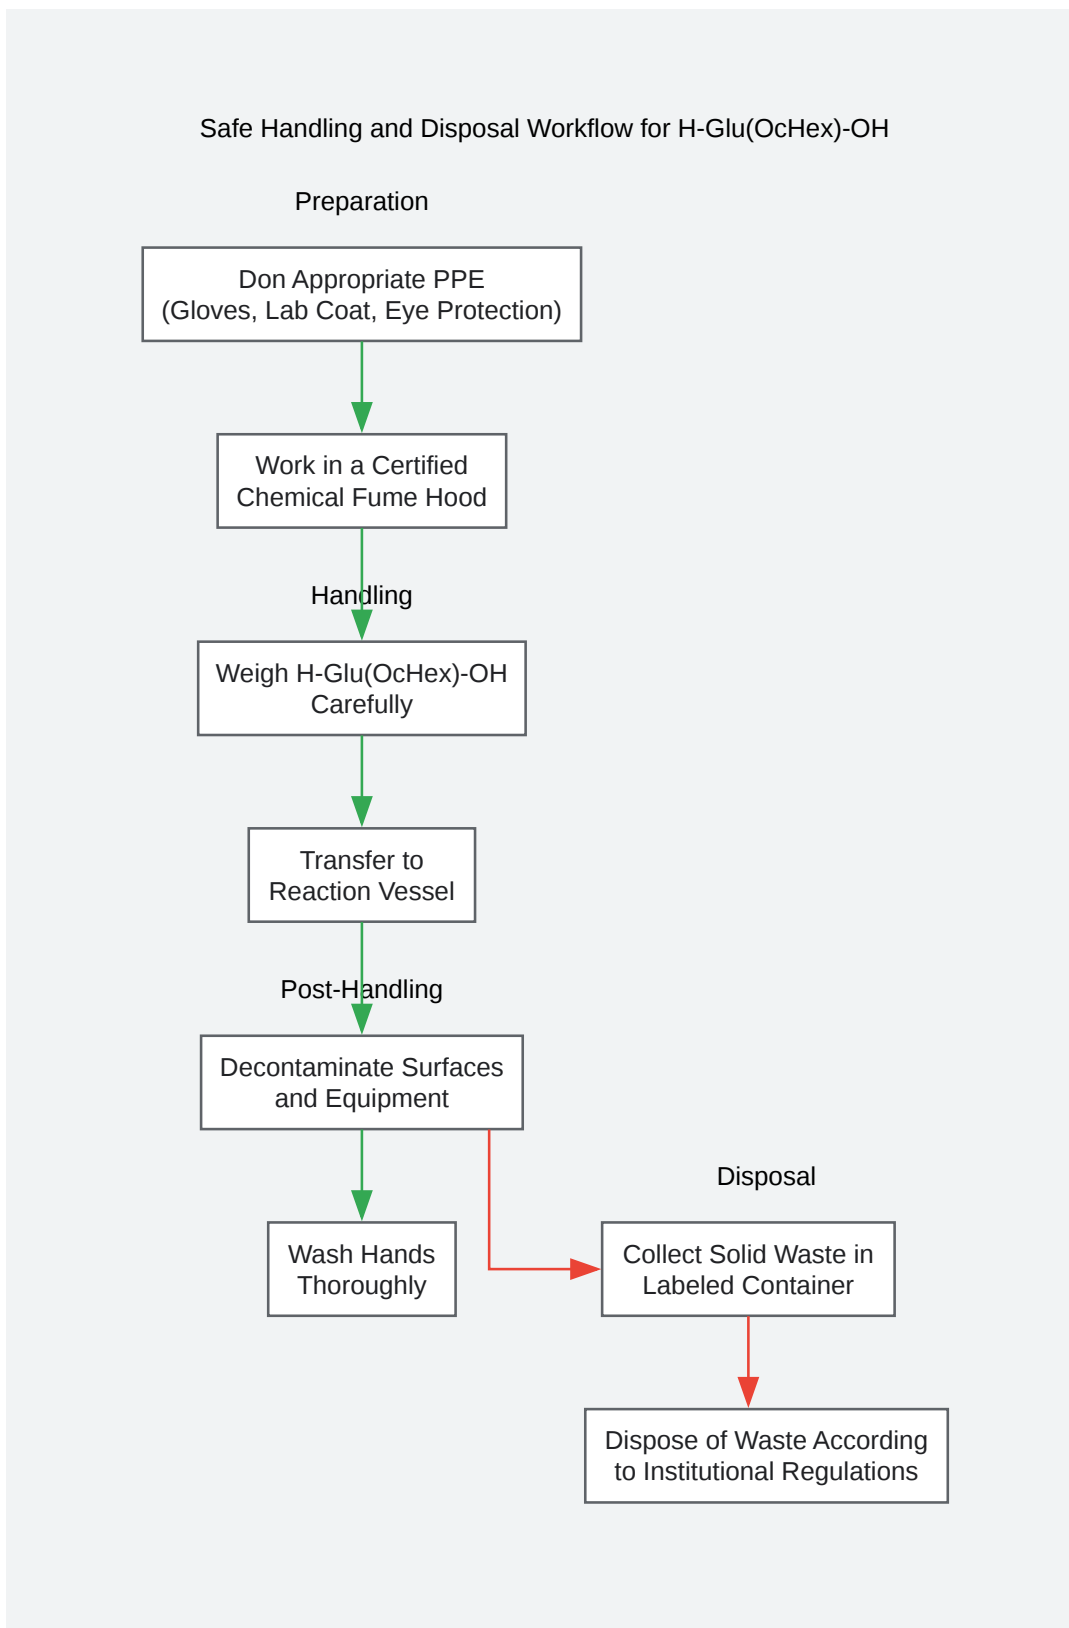 Safe Handling and Disposal Workflow for H-Glu(OcHex)-OH
Preparation
Don Appropriate PPE
(Gloves, Lab Coat, Eye Protection)
Work in a Certified
Chemical Fume Hood
Handling
Weigh H-Glu(OcHex)-OH
Carefully
Transfer to
Reaction Vessel
Post-Handling
Decontaminate Surfaces
and Equipment
Wash Hands
Thoroughly
Disposal
Collect Solid Waste in
Labeled Container
Dispose of Waste According
to Institutional Regulations